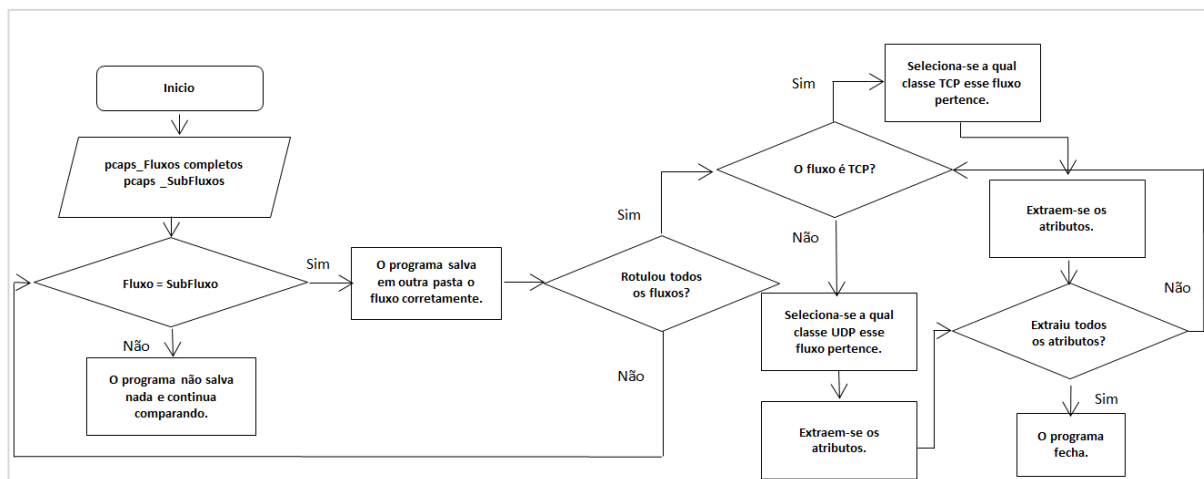 Inicio
pcaps_Fluxos completos
pcaps _SubFluxos
Fluxo = SubFluxo
Sim
Não
O programa não salva
nada e continua
comparando.
O programa salva
em outra pasta o
fluxo corretamente.
Rotulou todos
os fluxos?
Sim
Não
O fluxo é TCP?
Sim
Não
Seleciona-se a qual
classe TCP esse fluxo
pertence.
Extraem-se os
atributos.
Seleciona-se a qual
classe UDP esse
fluxo pertence.
Extraem-se os
atributos.
Extraiu todos
os atributos?
Não
Sim
O programa
fecha.